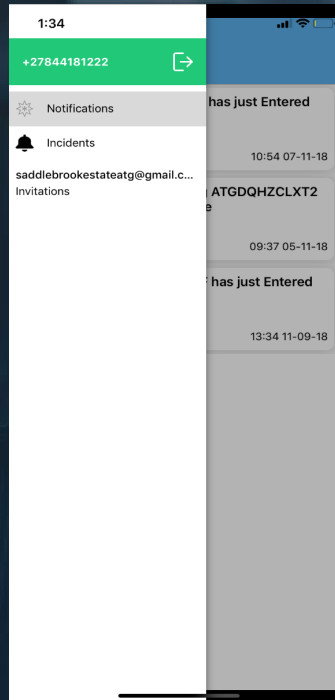 1:34
+27844181222
Notifications
Incidents
saddlebrookestateatg@gmail.c...
Invitations
has just Entered
10:54 07-11-18
ATGDQHZCLXT2
e
09:37 05-11-18
has just Entered
13:34 11-09-18